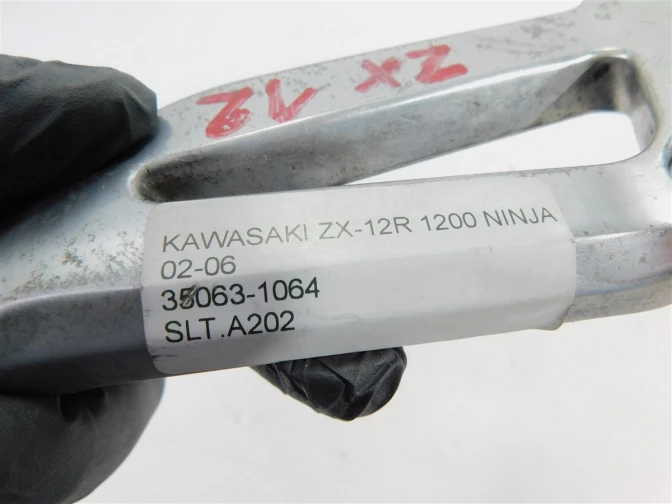 ZX 12
KAWASAKI ZX-12R 1200 NINJA
02-06
35063-1064
SLT.A202